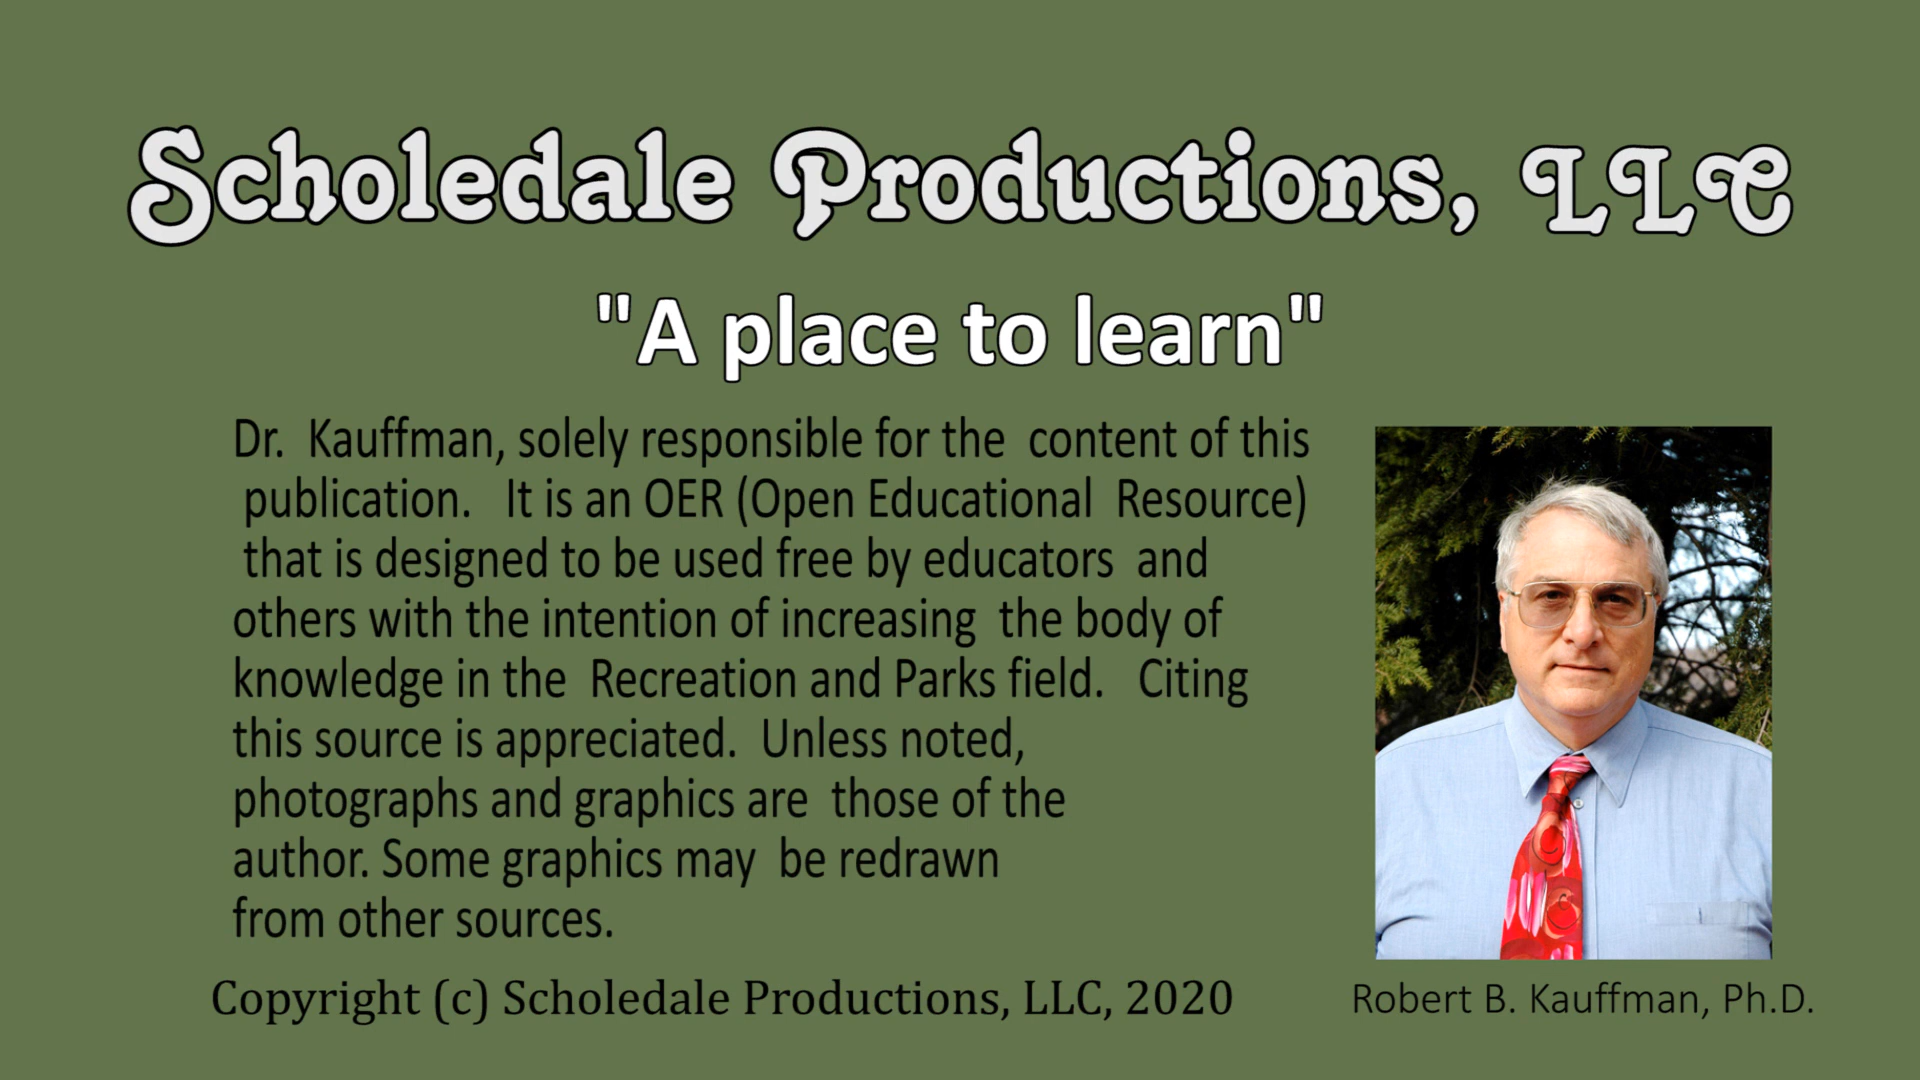 Scholedale Productions, LLC
"A place to learn"
Dr. Kauffman, solely responsible for the content of this
publication. It is an OER (Open Educational Resource)
that is designed to be used free by educators and
others with the intention of increasing the body of
knowledge in the Recreation and Parks field. Citing
this source is appreciated. Unless noted,
photographs and graphics are those of the
author. Some graphics may be redrawn
from other sources.
Copyright (c) Scholedale Productions, LLC, 2020
Robert B. Kauffman, Ph.D.